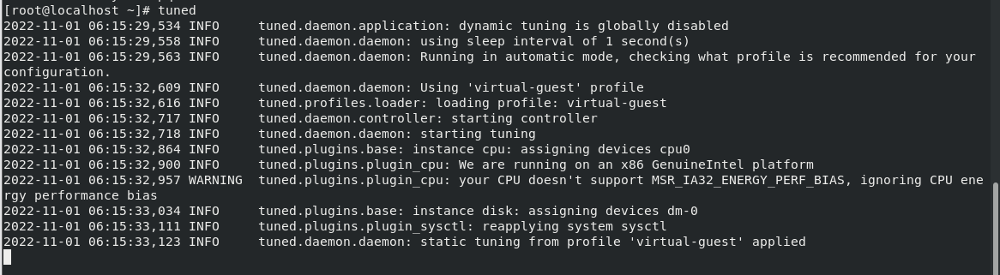 [root@localhost ~]# tuned
2022-11-01 06:15:29,534 INFO     tuned.daemon.application: dynamic tuning is globally disabled
2022-11-01 06:15:29,558 INFO     tuned.daemon.daemon: using sleep interval of 1 second(s)
2022-11-01 06:15:29,563 INFO     tuned.daemon.daemon: Running in automatic mode, checking what profile is recommended for your
configuration.
2022-11-01 06:15:32,609 INFO     tuned.daemon.daemon: Using 'virtual-guest' profile
2022-11-01 06:15:32,616 INFO     tuned.profiles.loader: loading profile: virtual-guest
2022-11-01 06:15:32,717 INFO     tuned.daemon.controller: starting controller
2022-11-01 06:15:32,718 INFO     tuned.daemon.daemon: starting tuning
2022-11-01 06:15:32,864 INFO     tuned.plugins.base: instance cpu: assigning devices cpu0
2022-11-01 06:15:32,900 INFO     tuned.plugins.plugin_cpu: We are running on an x86 GenuineIntel platform
2022-11-01 06:15:32,957 WARNING  tuned.plugins.plugin_cpu: your CPU doesn't support MSR_IA32_ENERGY_PERF_BIAS, ignoring CPU ene
rgy performance bias
2022-11-01 06:15:33,034 INFO     tuned.plugins.base: instance disk: assigning devices dm-0
2022-11-01 06:15:33,111 INFO     tuned.plugins.plugin_sysctl: reapplying system sysctl
2022-11-01 06:15:33,123 INFO     tuned.daemon.daemon: static tuning from profile 'virtual-guest' applied